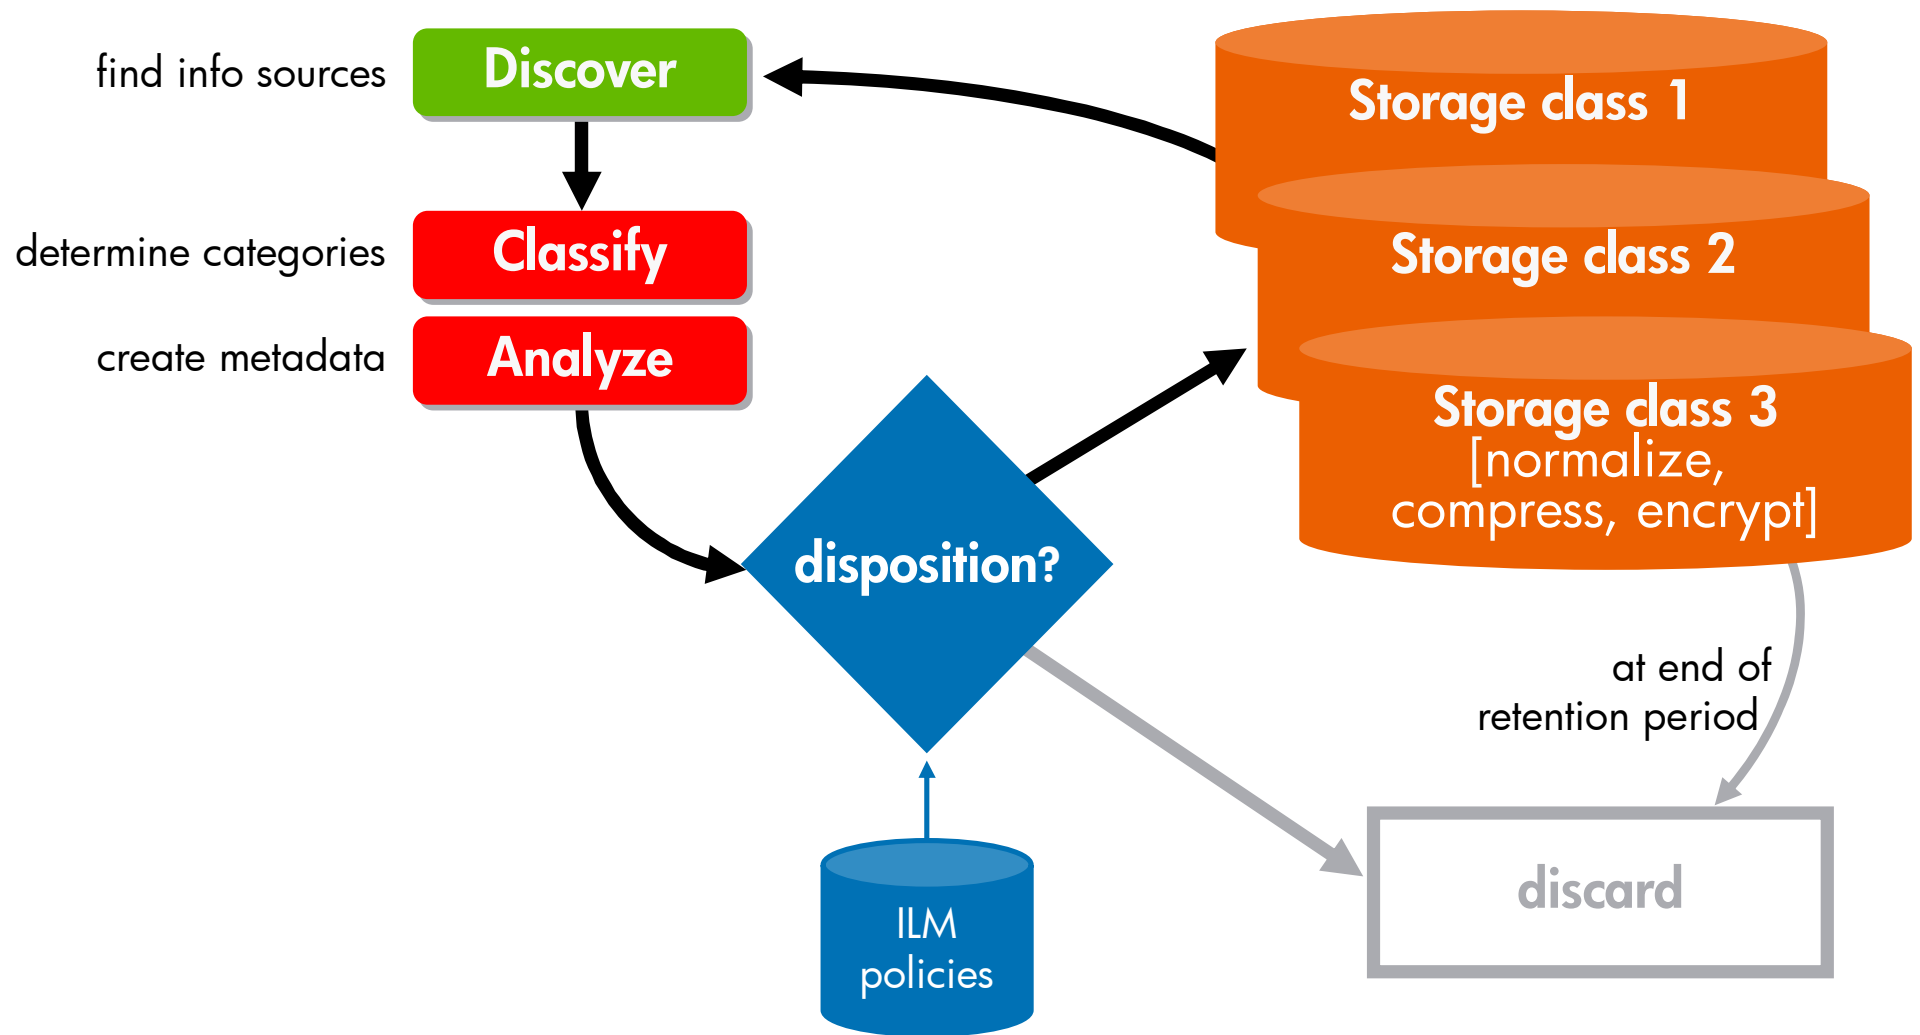 find info sources
Discover
determine categories
Classify
create metadata
Analyze
Storage class 1
Storage class 2
Storage class 3
[normalize,
compress, encrypt]
disposition?
at end of
retention period
ILM
policies
discard